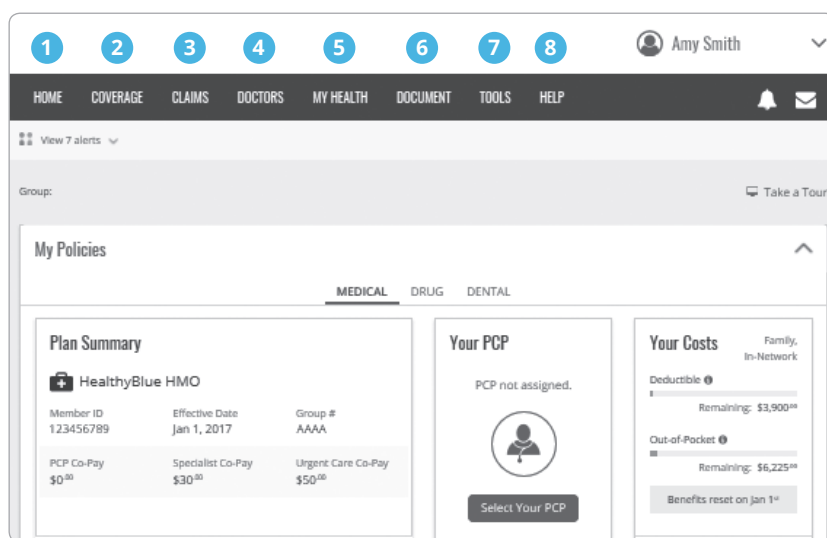 1 2 3 4 5 6 7 8 Amy Smith
HOME COVERAGE CLAIMS DOCTORS MY HEALTH DOCUMENT TOOLS HELP
View 7 alerts
Group: Take a Tour
My Policies
MEDICAL DRUG DENTAL
Plan Summary
HealthyBlue HMO
Member ID Effective Date Group #
123456789 Jan 1, 2017 AAAA
PCP Co-Pay Specialist Co-Pay Urgent Care Co-Pay
$0.00 $30.00 $50.00
Your PCP
PCP not assigned.
Select Your PCP
Your Costs Family,
In-Network
Deductible
Remaining: $3,900.00
Out-of-Pocket
Remaining: $6,225.00
Benefits reset on Jan 1st